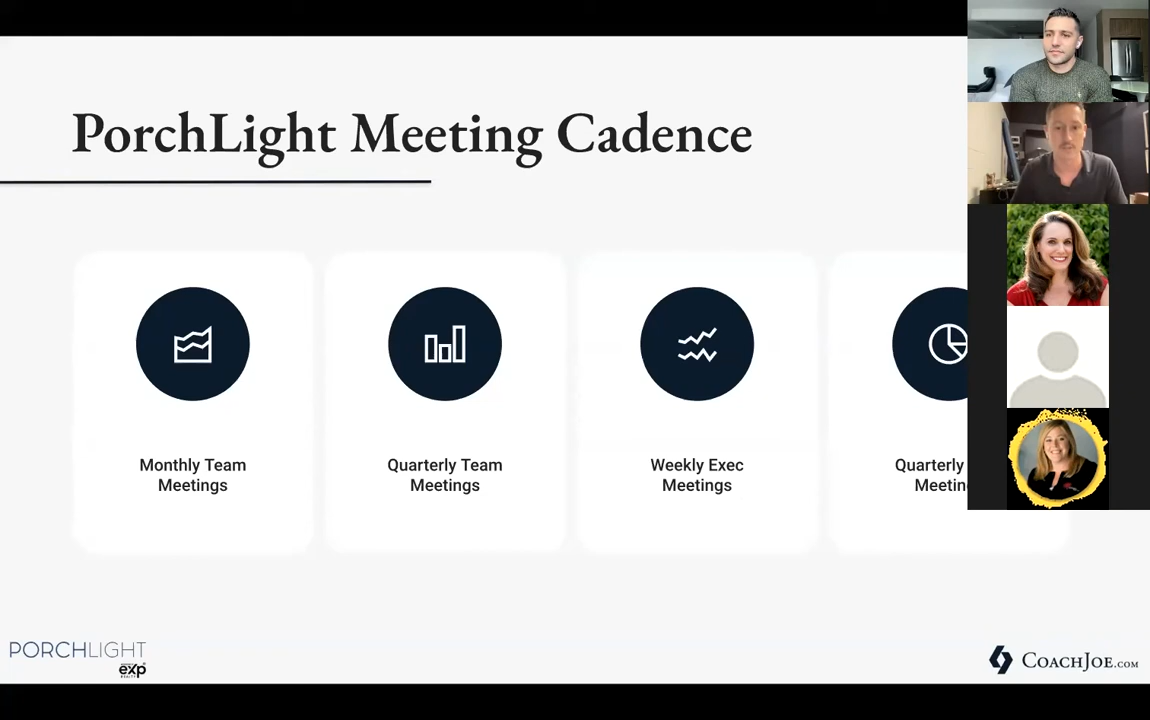 PorchLight Meeting Cadence
Monthly Team
Meetings
Quarterly Team
Meetings
Weekly Exec
Meetings
Quarterly
PORCHLIGHT
exp
COACHJOE.COM